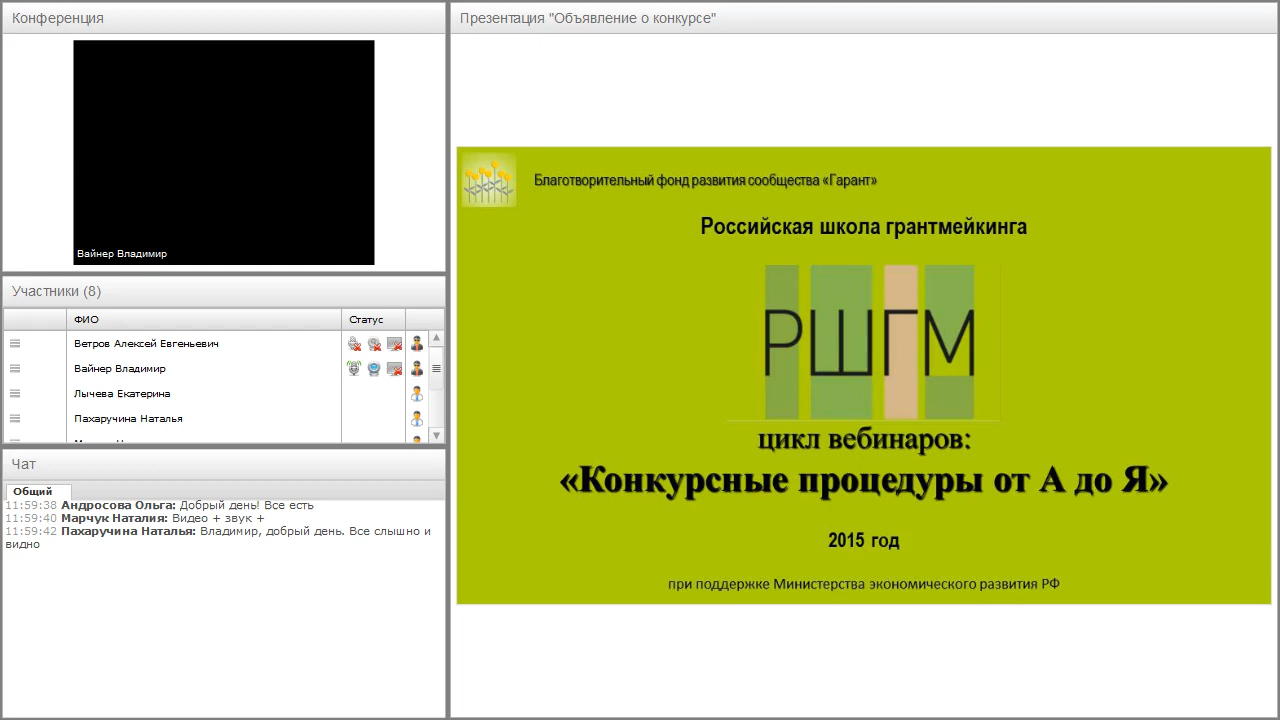 Конференция
Вайнер Владимир
Участники (8)
ФИО Статус
Ветров Алексей Евгеньевич
Вайнер Владимир
Лычева Екатерина
Пахаручина Наталья
Чат
Общий
11:59:38 Андросова Ольга: Добрый день! Все есть
11:59:40 Марчук Наталия: Видео + звук +
11:59:42 Пахаручина Наталья: Владимир, добрый день. Все слышно и
видно
Презентация "Объявление о конкурсе"
Благотворительный фонд развития сообщества «Гарант»
Российская школа грантмейкинга
РШГМ
цикл вебинаров:
«Конкурсные процедуры от А до Я»
2015 год
при поддержке Министерства экономического развития РФ